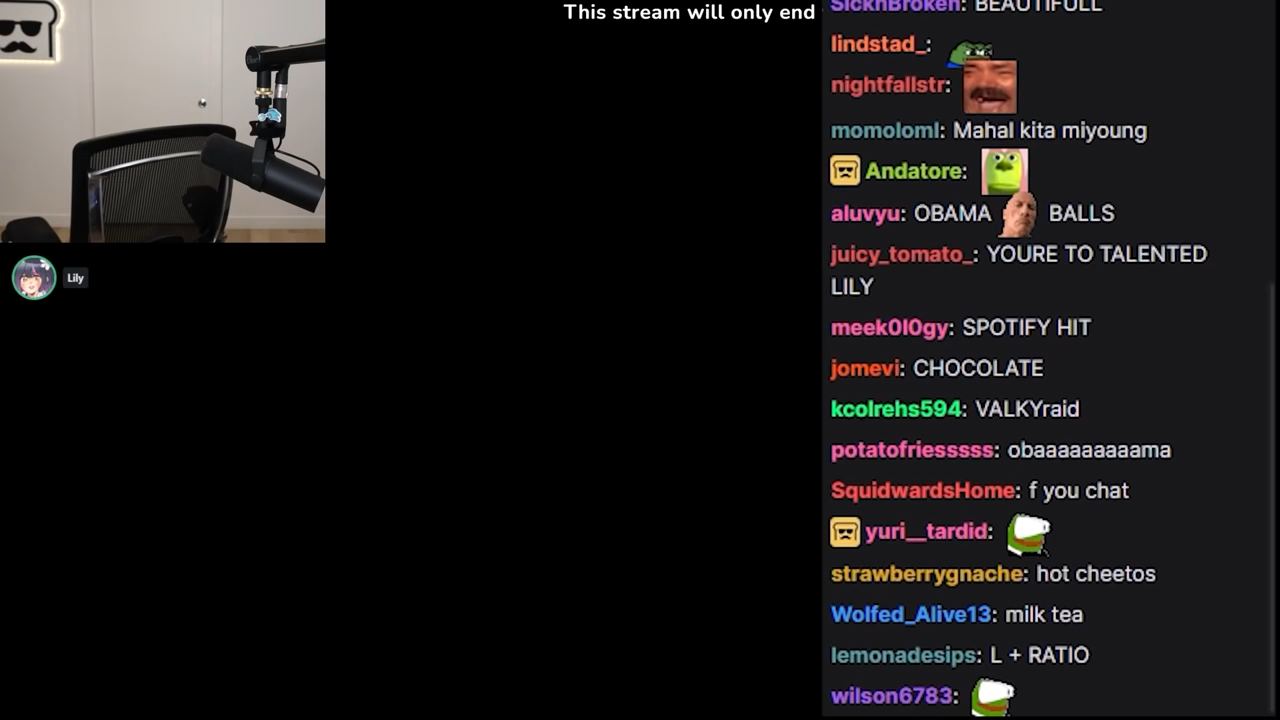 This stream will only end
SicknBroken: BEAUTIFULL
lindstad_:
nightfallstr:
momoloml: Mahal kita miyoung
Andatore:
aluvyu: OBAMA BALLS
juicy_tomato_: YOURE TO TALENTED
LILY
meek0l0gy: SPOTIFY HIT
jomevi: CHOCOLATE
kcolrehs594: VALKYraid
potatofriesssss: obaaaaaaaaama
SquidwardsHome: f you chat
yuri__tardid:
strawberrygnache: hot cheetos
Wolfed_Alive13: milk tea
lemonadesips: L + RATIO
wilson6783:
Lily